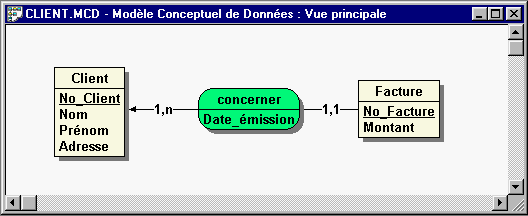 CLIENT.MCD - Modèle Conceptuel de Données : Vue principale
Client
No_Client
Nom
Prénom
Adresse
1,n
concerner
Date_émission
1,1
Facture
No_Facture
Montant